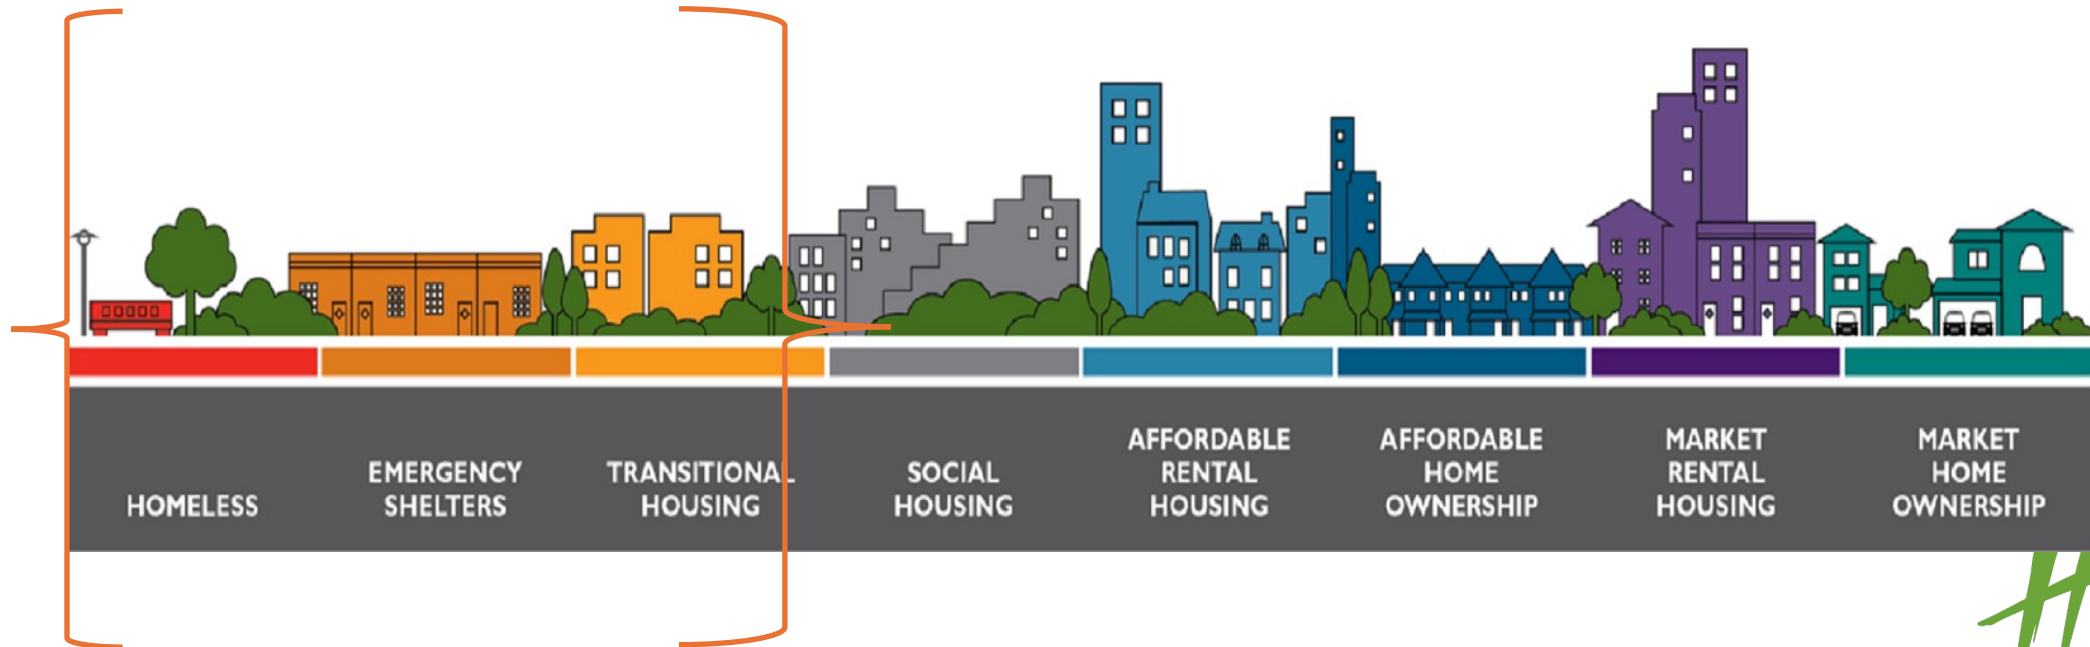 HOMELESS
EMERGENCY
SHELTERS
TRANSITIONAL
HOUSING
SOCIAL
HOUSING
AFFORDABLE
RENTAL
HOUSING
AFFORDABLE
HOME
OWNERSHIP
MARKET
RENTAL
HOUSING
MARKET
HOME
OWNERSHIP